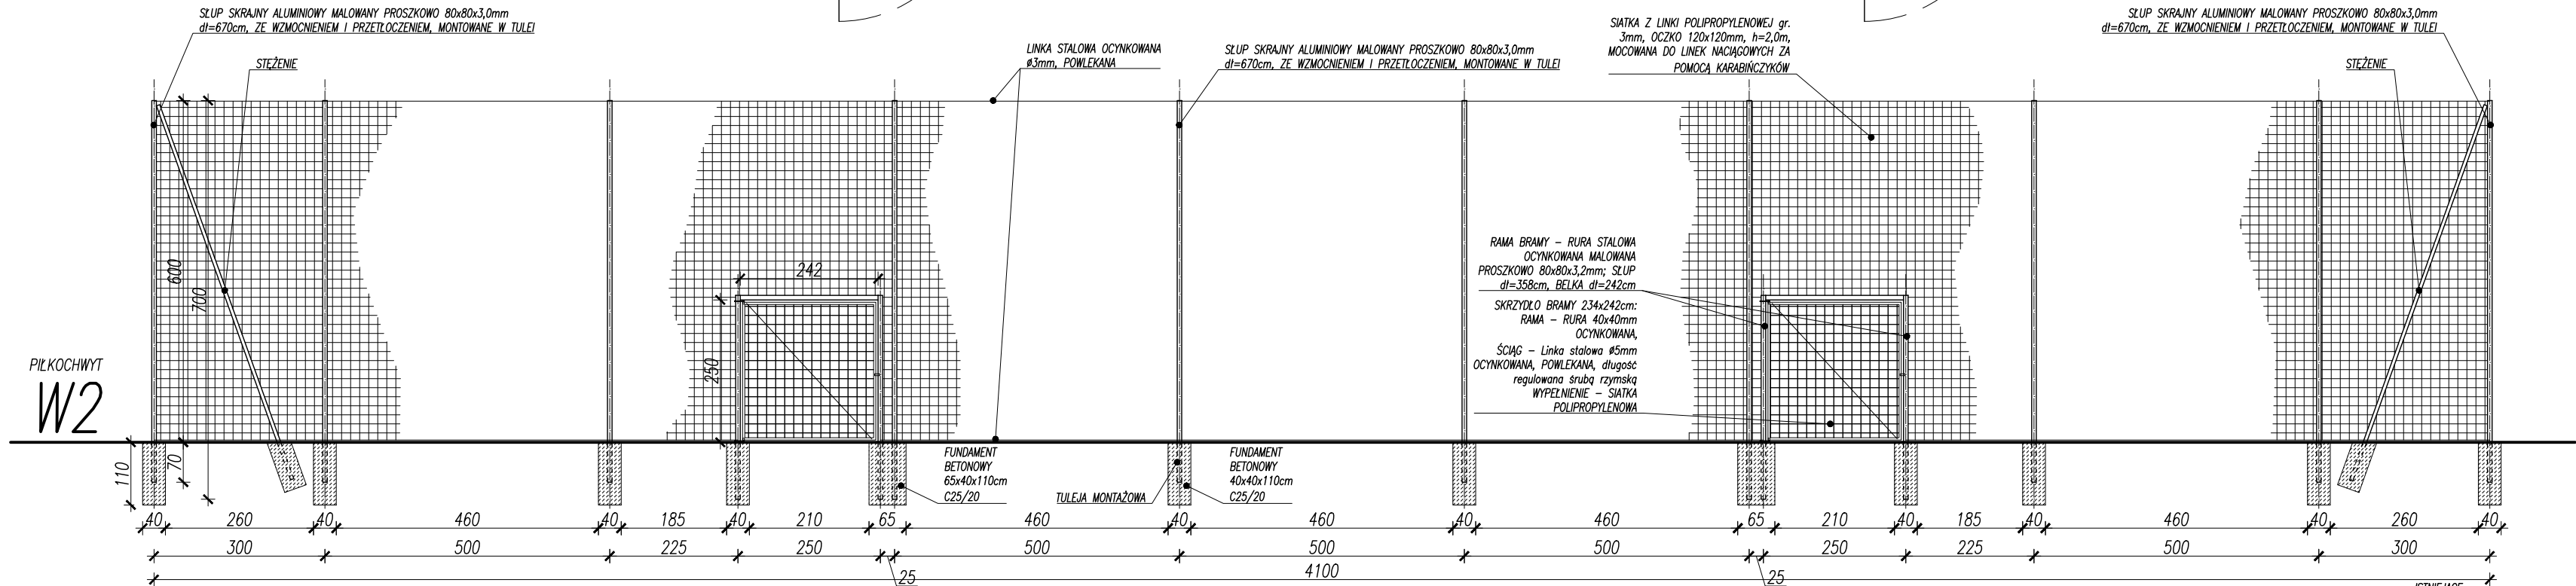 SŁUP SKRAJNY ALUMINIOWY MALOWANY PROSZKOWO 80x80x3,0mm
dł=670cm, ZE WZMOCNIENIEM I PRZETŁOCZENIEM, MONTOWANE W TULEI
STĘŻENIE
LINKA STALOWA OCYNKOWANA
ø3mm, POWLEKANA
SŁUP SKRAJNY ALUMINIOWY MALOWANY PROSZKOWO 80x80x3,0mm
dł=670cm, ZE WZMOCNIENIEM I PRZETŁOCZENIEM, MONTOWANE W TULEI
SIATKA Z LINKI POLIPROPYLENOWEJ gr.
3mm, OCZKO 120x120mm, h=2,0m,
MOCOWANA DO LINEK NACIĄGOWYCH ZA
POMOCĄ KARABIŃCZYKÓW
SŁUP SKRAJNY ALUMINIOWY MALOWANY PROSZKOWO 80x80x3,0mm
dł=670cm, ZE WZMOCNIENIEM I PRZETŁOCZENIEM, MONTOWANE W TULEI
STĘŻENIE
600
700
242
250
RAMA BRAMY – RURA STALOWA
OCYNKOWANA MALOWANA
PROSZKOWO 80x80x3,2mm; SŁUP
dł=358cm, BELKA dł=242cm
SKRZYDŁO BRAMY 234x242cm:
RAMA – RURA 40x40mm
OCYNKOWANA,
ŚCIĄG – Linka stalowa ø5mm
OCYNKOWANA, POWLEKANA, długość
regulowana śrubą rzymską
WYPEŁNIENIE – SIATKA
POLIPROPYLENOWA
PIŁKOCHWYT
W2
110
70
FUNDAMENT
BETONOWY
65x40x110cm
C25/20
TULEJA MONTAŻOWA
FUNDAMENT
BETONOWY
40x40x110cm
C25/20
40 260 40 460 40 185 40 210 65 460 40 460 40 460 65 210 40 185 40 460 40 260 40
300 500 225 250 500 500 500 250 225 500 300
25 4100 25